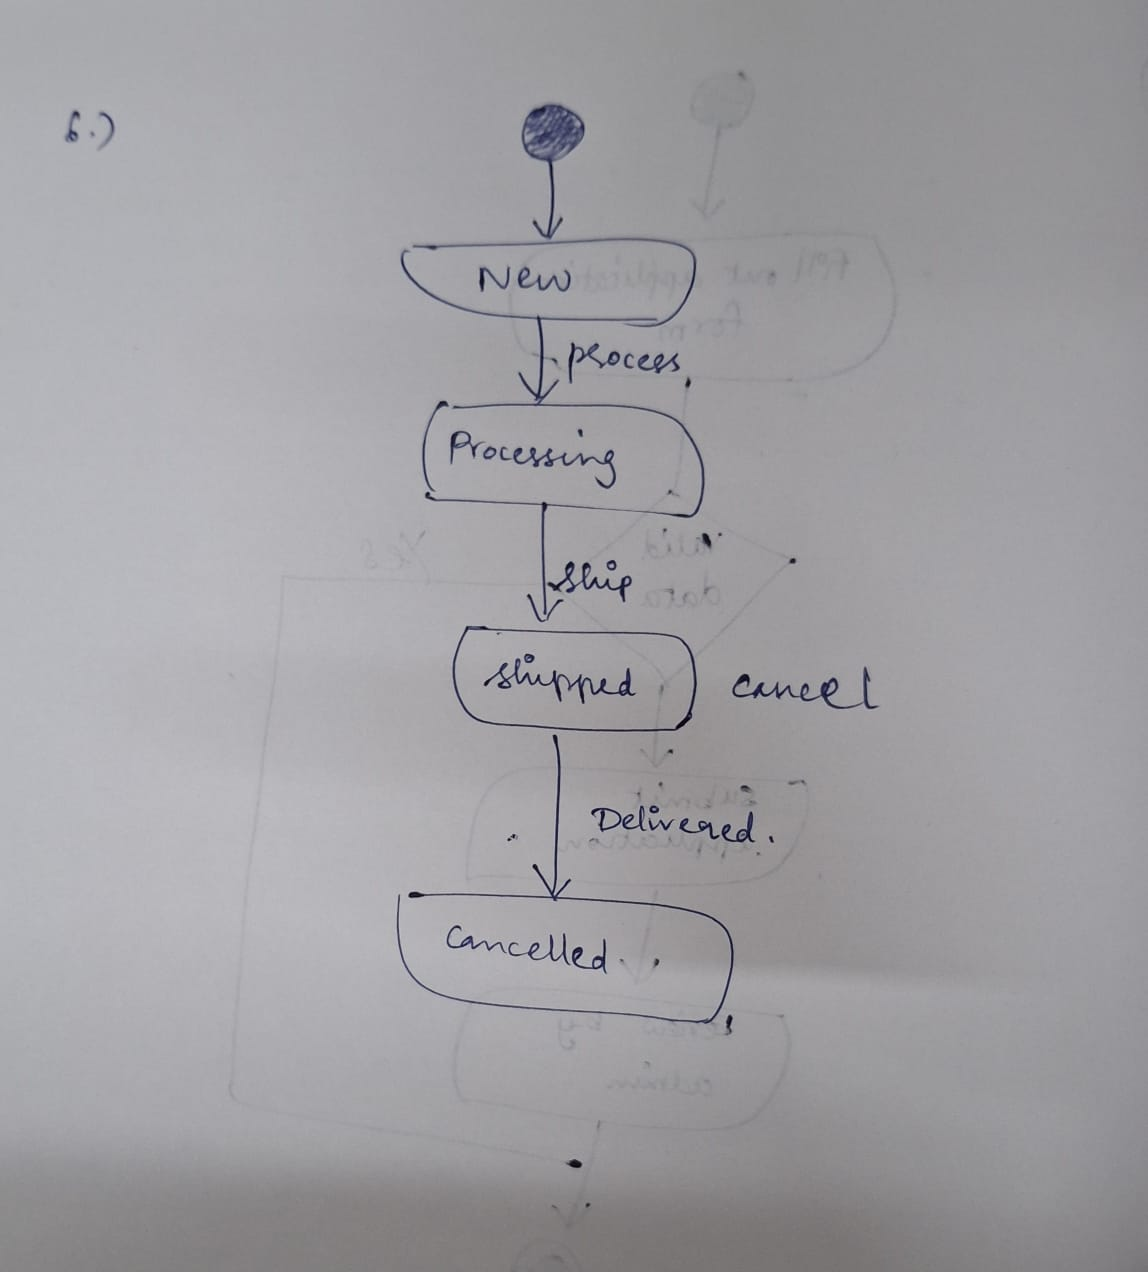 6.)
New
process
Processing
ship
shipped cancel
Delivered.
Cancelled.